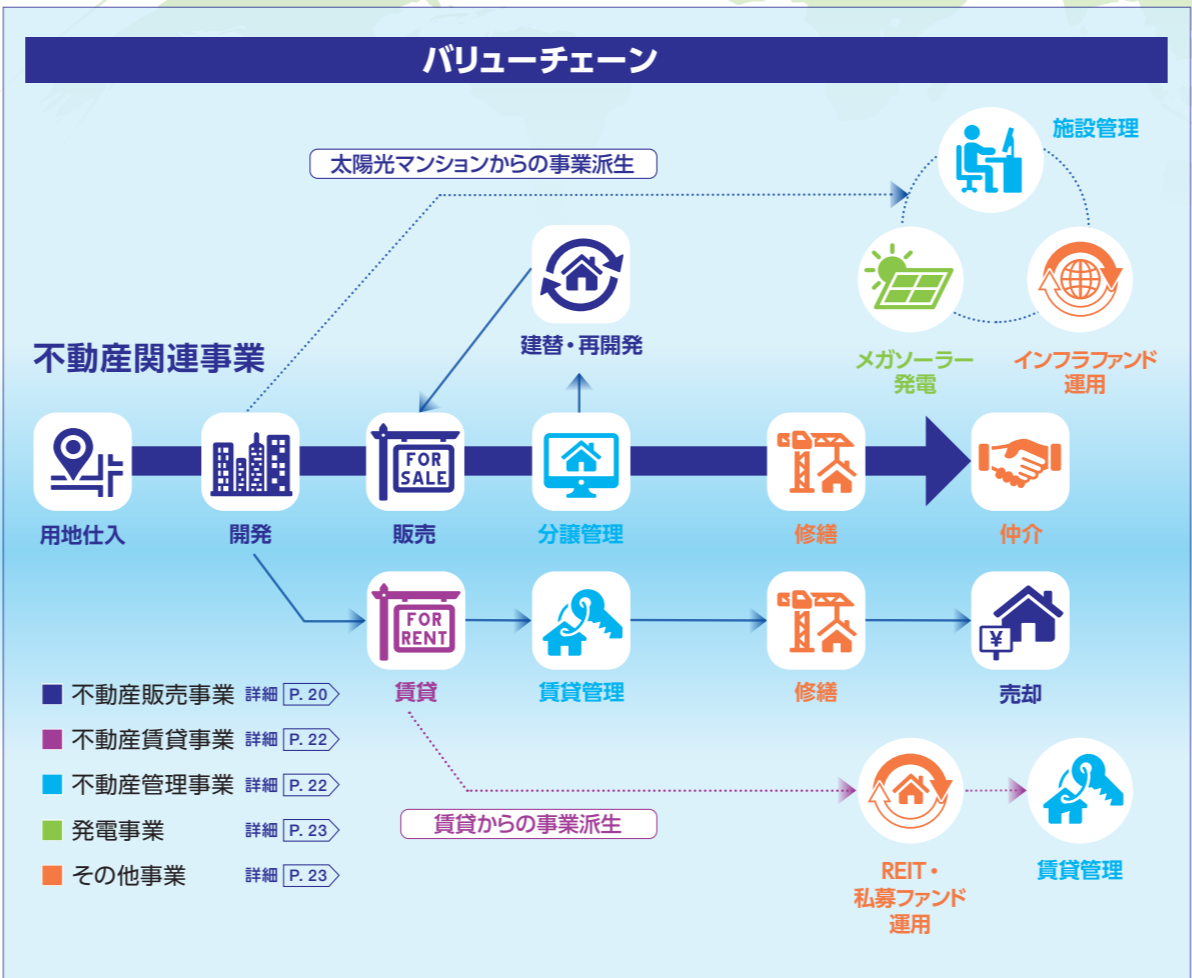 バリューチェーン
施設管理
太陽光マンションからの事業派生
建替・再開発
メガソーラー
発電
インフラファンド
運用
不動産関連事業
FOR
SALE
用地仕入
開発
販売
分譲管理
修繕
仲介
FOR
RENT
¥
賃貸
賃貸管理
修繕
売却
不動産販売事業 詳細 P. 20
不動産賃貸事業 詳細 P. 22
不動産管理事業 詳細 P. 22
発電事業 詳細 P. 23
その他事業 詳細 P. 23
賃貸からの事業派生
REIT・
私募ファンド
運用
賃貸管理